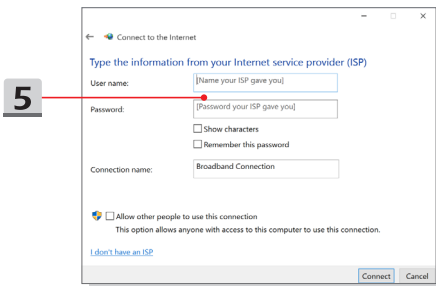 Connect to the Internet
Type the information from your Internet service provider (ISP)
User name:
[Name your ISP gave you]
5
Password:
[Password your ISP gave you]
Show characters
Remember this password
Connection name:
Broadband Connection
Allow other people to use this connection
This option allows anyone with access to this computer to use this connection.
I don't have an ISP
Connect
Cancel